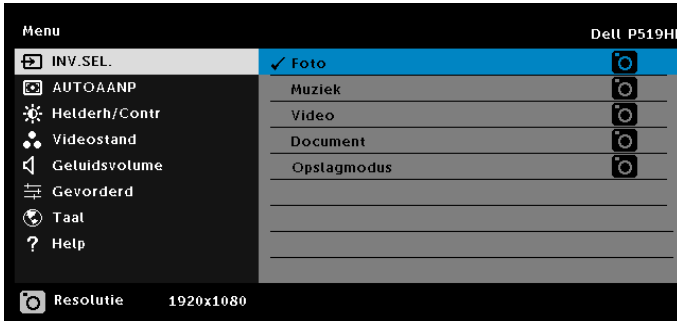 Menu
Dell P519H
INV.SEL.
AUTOAANP
Helderh/Contr
Videostand
Geluidsvolume
Gevorderd
Taal
? Help
✓ Foto
Muziek
Video
Document
Opslagmodus
Resolutie 1920x1080